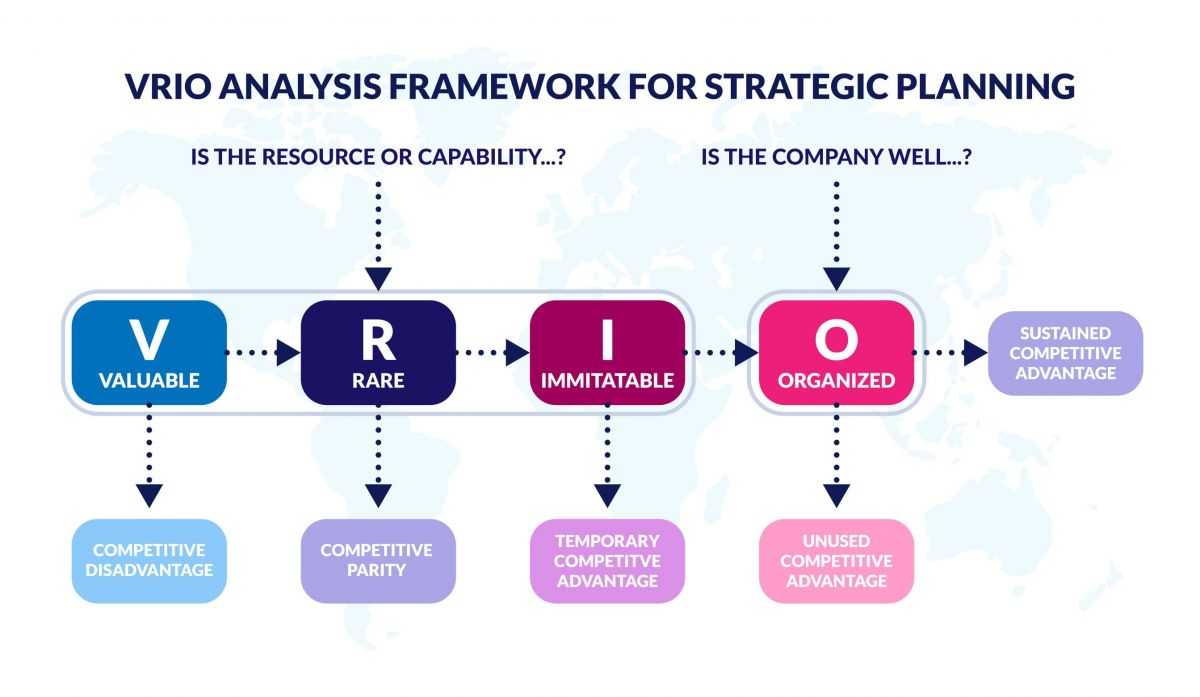 VRIO ANALYSIS FRAMEWORK FOR STRATEGIC PLANNING
IS THE RESOURCE OR CAPABILITY...?
IS THE COMPANY WELL...?
V
VALUABLE
R
RARE
I
IMMITATABLE
O
ORGANIZED
SUSTAINED
COMPETITIVE
ADVANTAGE
COMPETITIVE
DISADVANTAGE
COMPETITIVE
PARITY
TEMPORARY
COMPETITVE
ADVANTAGE
UNUSED
COMPETITIVE
ADVANTAGE